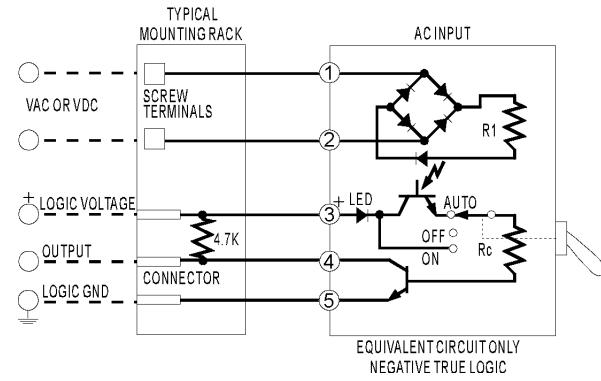 TYPICAL
MOUNTING RACK
AC INPUT
1
SCREW
TERMINALS
VAC OR VDC
R1
2
+
LOGIC VOLTAGE
3
+ LED
AUTO
4.7K
OFF
ON
Rc
OUTPUT
4
CONNECTOR
LOGIC GND
5
EQUIVALENT CIRCUIT ONLY
NEGATIVE TRUE LOGIC